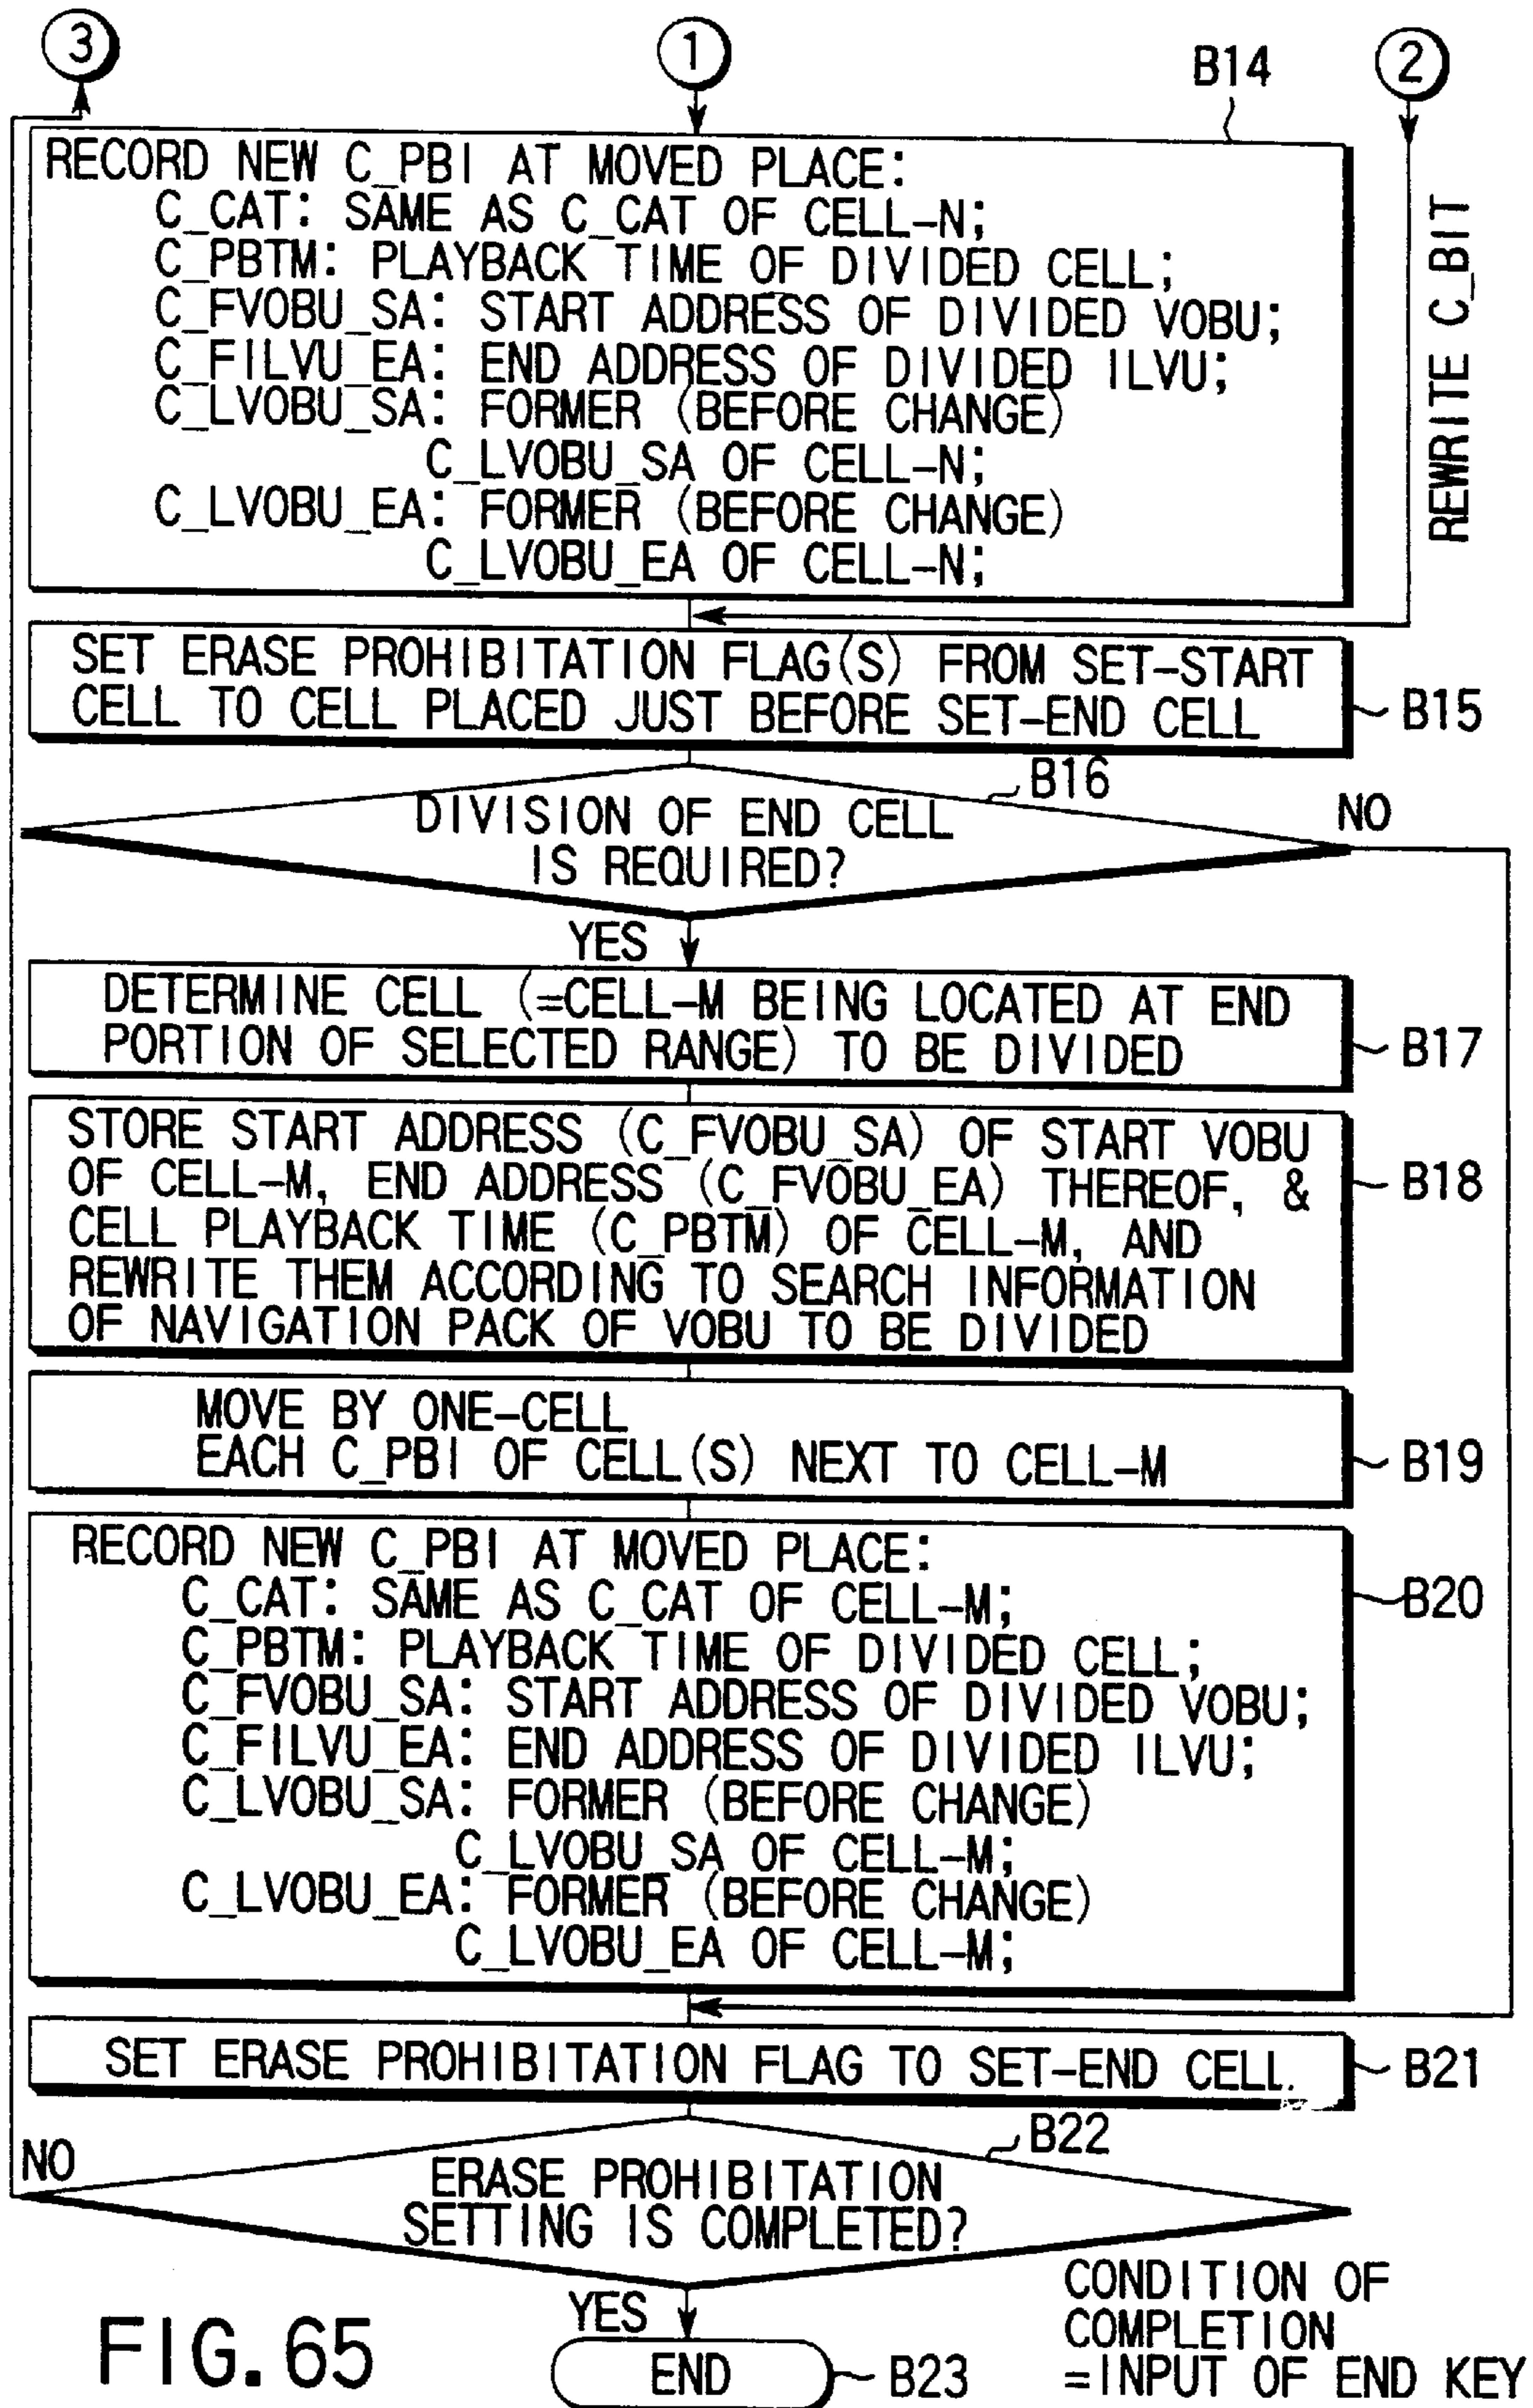 3
1
2
B14
RECORD NEW C_PBI AT MOVED PLACE:
C_CAT: SAME AS C_CAT OF CELL-N;
C_PBTM: PLAYBACK TIME OF DIVIDED CELL;
C_FVOBU_SA: START ADDRESS OF DIVIDED VOBU;
C_FILVU_EA: END ADDRESS OF DIVIDED ILVU;
C_LVOBU_SA: FORMER (BEFORE CHANGE)
C_LVOBU_SA OF CELL-N;
C_LVOBU_EA: FORMER (BEFORE CHANGE)
C_LVOBU_EA OF CELL-N;
REWRITE C_BIT
SET ERASE PROHIBITATION FLAG(S) FROM SET-START
CELL TO CELL PLACED JUST BEFORE SET-END CELL
B15
B16
DIVISION OF END CELL
IS REQUIRED?
NO
YES
DETERMINE CELL (=CELL-M BEING LOCATED AT END
PORTION OF SELECTED RANGE) TO BE DIVIDED
B17
STORE START ADDRESS (C_FVOBU_SA) OF START VOBU
OF CELL-M, END ADDRESS (C_FVOBU_EA) THEREOF, &
CELL PLAYBACK TIME (C_PBTM) OF CELL-M, AND
REWRITE THEM ACCORDING TO SEARCH INFORMATION
OF NAVIGATION PACK OF VOBU TO BE DIVIDED
B18
MOVE BY ONE-CELL
EACH C_PBI OF CELL(S) NEXT TO CELL-M
B19
RECORD NEW C_PBI AT MOVED PLACE:
C_CAT: SAME AS C_CAT OF CELL-M;
C_PBTM: PLAYBACK TIME OF DIVIDED CELL;
C_FVOBU_SA: START ADDRESS OF DIVIDED VOBU;
C_FILVU_EA: END ADDRESS OF DIVIDED ILVU;
C_LVOBU_SA: FORMER (BEFORE CHANGE)
C_LVOBU_SA OF CELL-M;
C_LVOBU_EA: FORMER (BEFORE CHANGE)
C_LVOBU_EA OF CELL-M;
B20
SET ERASE PROHIBITATION FLAG TO SET-END CELL.
B21
B22
NO
ERASE PROHIBITATION
SETTING IS COMPLETED?
YES
END
B23
CONDITION OF
COMPLETION
=INPUT OF END KEY
FIG. 65